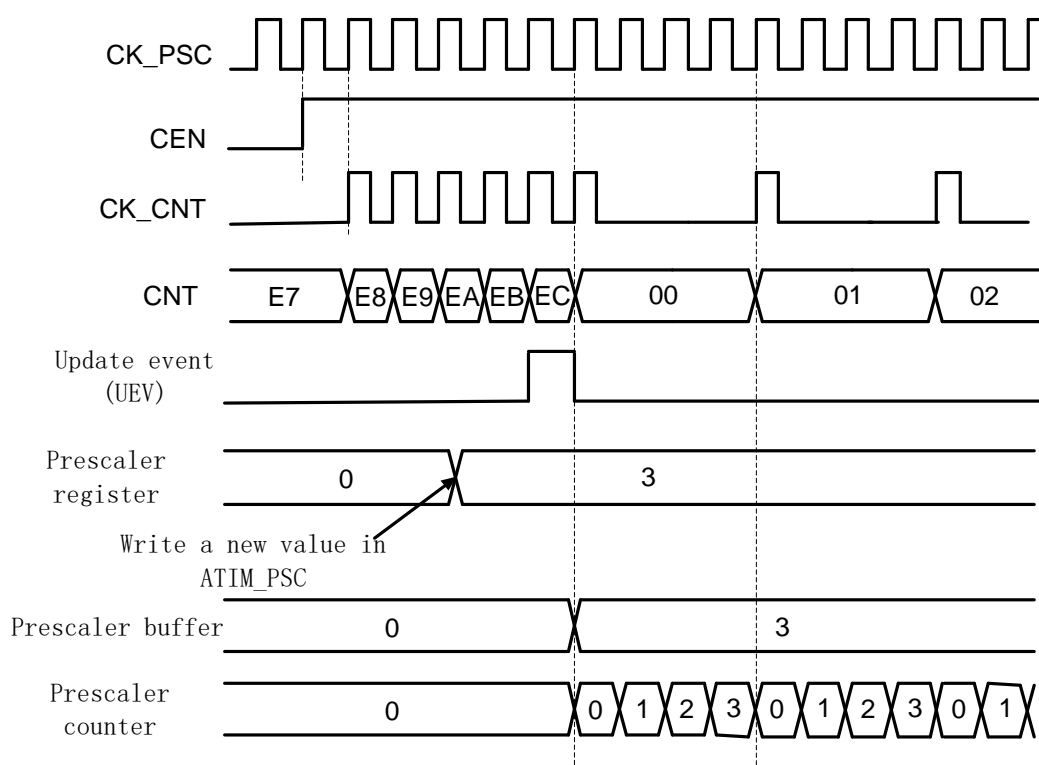 CK_PSC
CEN
CK_CNT
CNT E7 E8 E9 EA EB EC 00 01 02
Update event
(UEV)
Prescaler
register
0 3
Write a new value in
ATIM_PSC
Prescaler buffer 0 3
Prescaler
counter
0 0 1 2 3 0 1 2 3 0 1